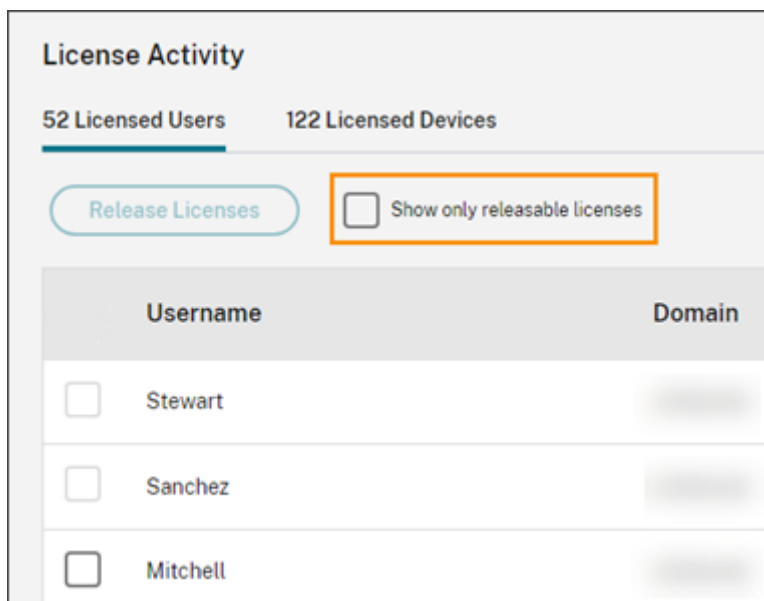 License Activity
52 Licensed Users 122 Licensed Devices
Release Licenses Show only releasable licenses
Username Domain
Stewart
Sanchez
Mitchell